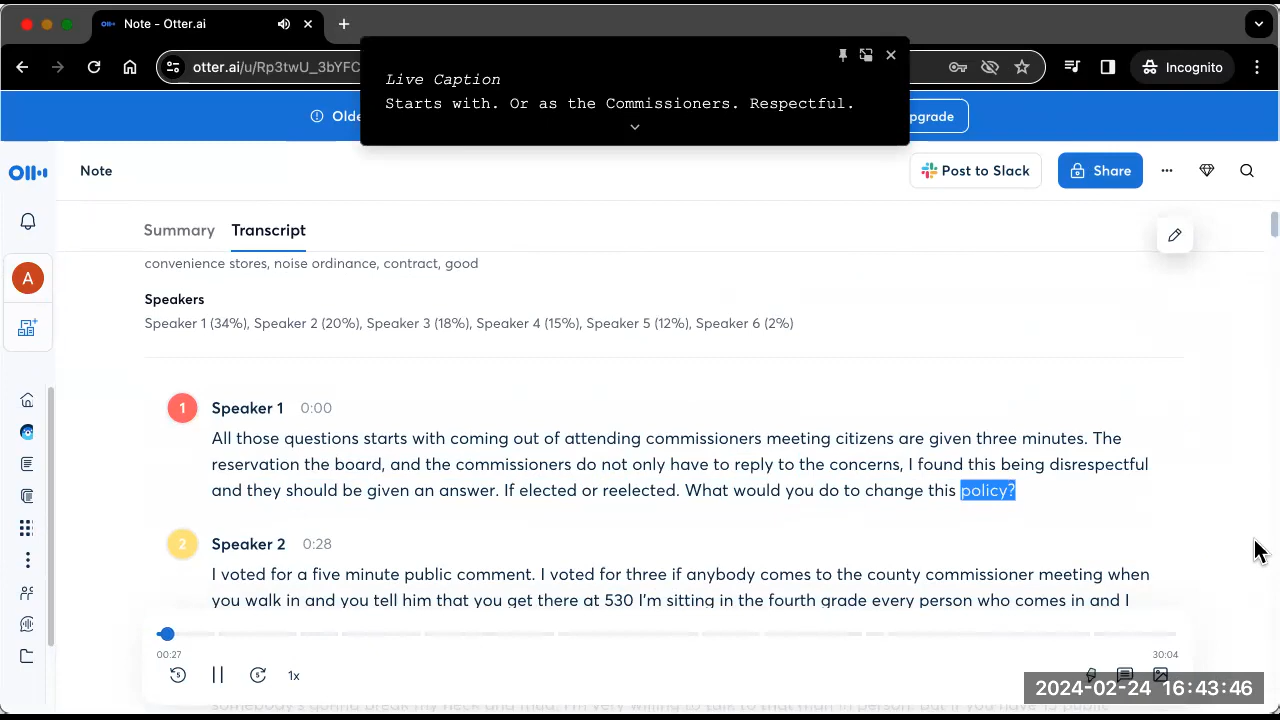 Note - Otter.ai
otter.ai/u/Rp3twU_3bYFC
Incognito
Live Caption
Starts with. Or as the Commissioners. Respectful.
Olde
pgrade
Note
Post to Slack
Share
A
Summary
Transcript
convenience stores, noise ordinance, contract, good
Speakers
Speaker 1 (34%), Speaker 2 (20%), Speaker 3 (18%), Speaker 4 (15%), Speaker 5 (12%), Speaker 6 (2%)
1
Speaker 1 0:00
All those questions starts with coming out of attending commissioners meeting citizens are given three minutes. The
reservation the board, and the commissioners do not only have to reply to the concerns, I found this being disrespectful
and they should be given an answer. If elected or reelected. What would you do to change this policy?
2
Speaker 2 0:28
I voted for a five minute public comment. I voted for three if anybody comes to the county commissioner meeting when
you walk in and you tell him that you get there at 530 I'm sitting in the fourth grade every person who comes in and I
00:27
30:04
5
5
1x
2024-02-24 16:43:46